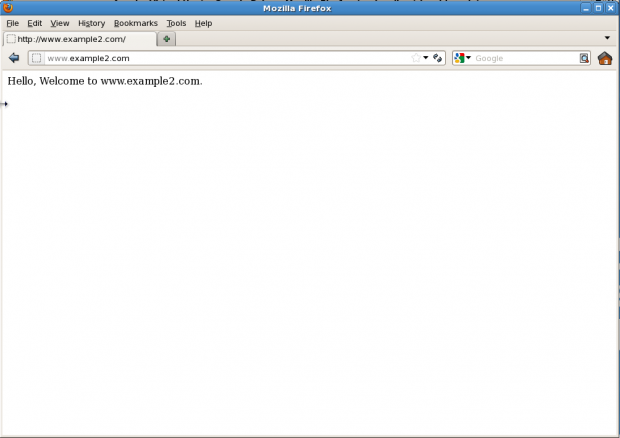 Mozilla Firefox
File Edit View History Bookmarks Tools Help
http://www.example2.com/
www.example2.com Google
Hello, Welcome to www.example2.com.